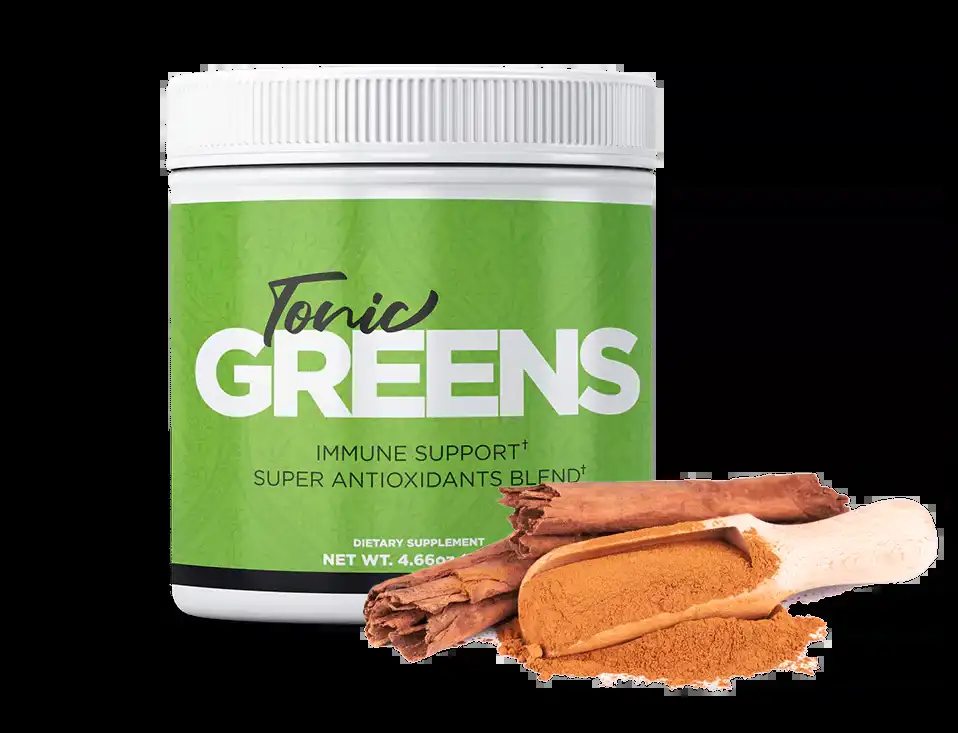 Tonic
GREENS
IMMUNE SUPPORT†
SUPER ANTIOXIDANTS BLEND†
DIETARY SUPPLEMENT
NET WT. 4.66oz